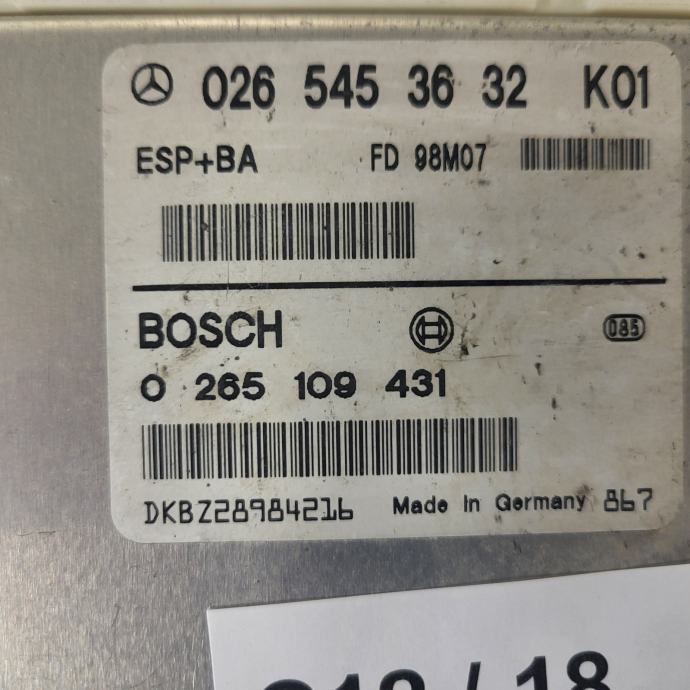 026 545 36 32 K01
ESP+BA FD 98M07
BOSCH 085
0 265 109 431
DKBZ28984216 Made In Germany 867
/ 18